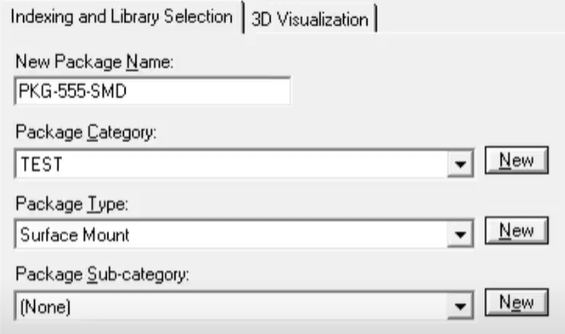 Indexing and Library Selection 3D Visualization
New Package Name:
PKG-555-SMD
Package Category:
TEST New
Package Type:
Surface Mount New
Package Sub-category:
(None) New